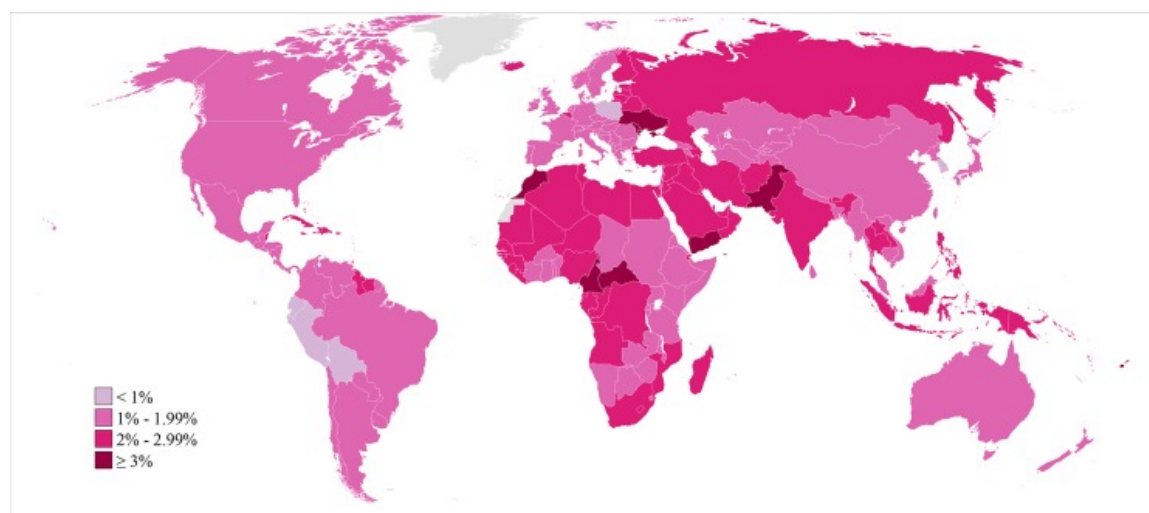 < 1%
1% - 1.99%
2% - 2.99%
≥ 3%